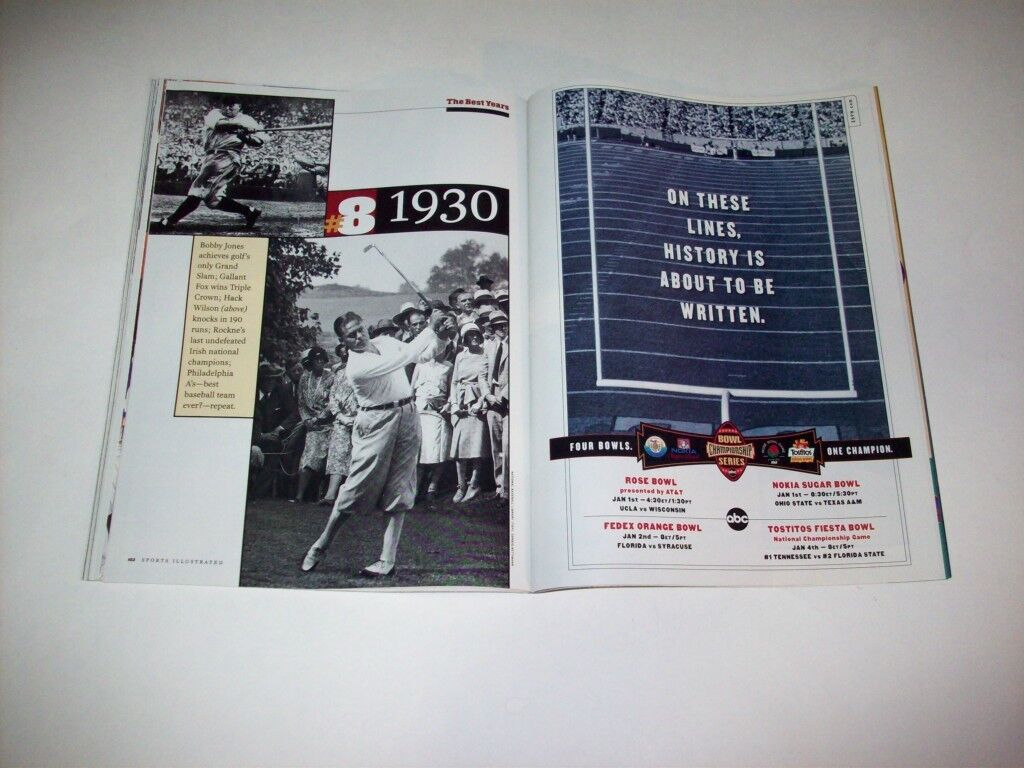 The Best Years
#8 1930
Bobby Jones
achieves golf's
only Grand
Slam; Gallant
Fox wins Triple
Crown; Hack
Wilson (above)
knocks in 190
runs; Rockne's
last undefeated
Irish national
champions;
Philadelphia
A's—best
baseball team
ever?—repeat.
SPORTS ILLUSTRATED
ON THESE
LINES,
HISTORY IS
ABOUT TO BE
WRITTEN.
FOUR BOWLS.
NOKIA
BOWL
CHAMPIONSHIP
SERIES
Tostitos
ONE CHAMPION.
ROSE BOWL
presented by AT&T
JAN 1st — 4:30ET/1:30PT
UCLA vs WISCONSIN
NOKIA SUGAR BOWL
JAN 1st — 8:30ET/5:30PT
OHIO STATE vs TEXAS A&M
abc
FEDEX ORANGE BOWL
JAN 2nd — 8ET/5PT
FLORIDA vs SYRACUSE
TOSTITOS FIESTA BOWL
National Championship Game
JAN 4th — 8ET/5PT
#1 TENNESSEE vs #2 FLORIDA STATE